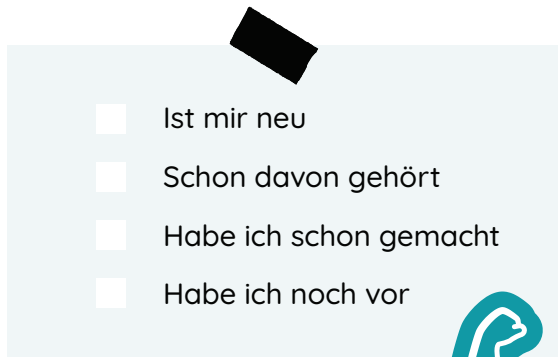 Ist mir neu
Schon davon gehört
Habe ich schon gemacht
Habe ich noch vor